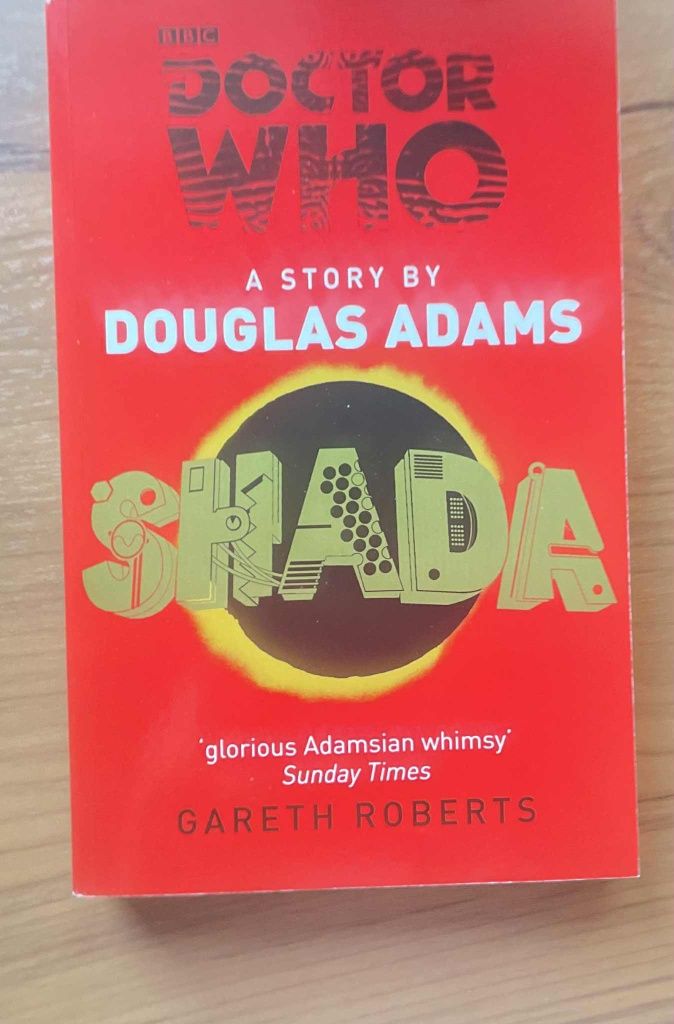 BBC
DOCTOR
WHO
A STORY BY
DOUGLAS ADAMS
SHADA
'glorious Adamsian whimsy'
Sunday Times
GARETH ROBERTS